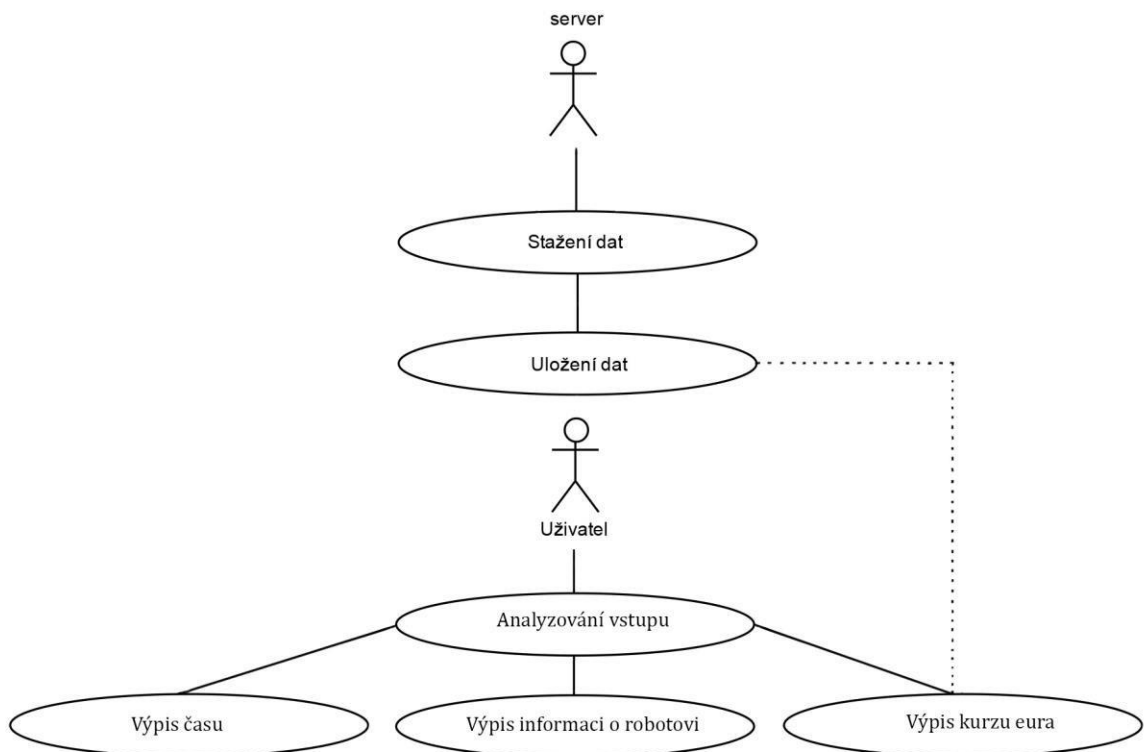 server
Stažení dat
Uložení dat
Uživatel
Analyzování vstupu
Výpis času
Výpis informaci o robotovi
Výpis kurzu eura